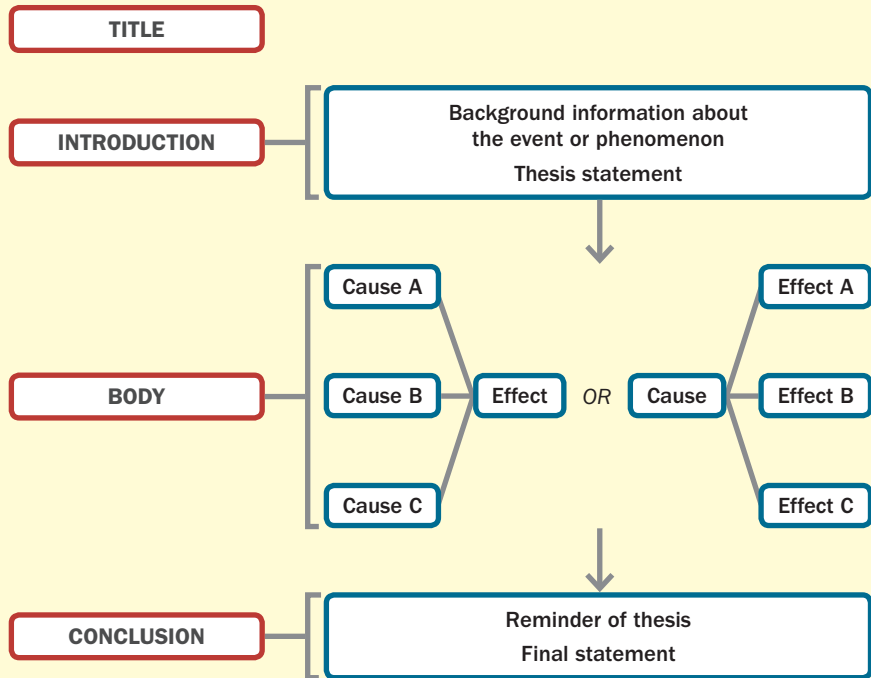 TITLE
INTRODUCTION
Background information about
the event or phenomenon
Thesis statement
BODY
Cause A
Cause B
Cause C
Effect
OR
Cause
Effect A
Effect B
Effect C
CONCLUSION
Reminder of thesis
Final statement